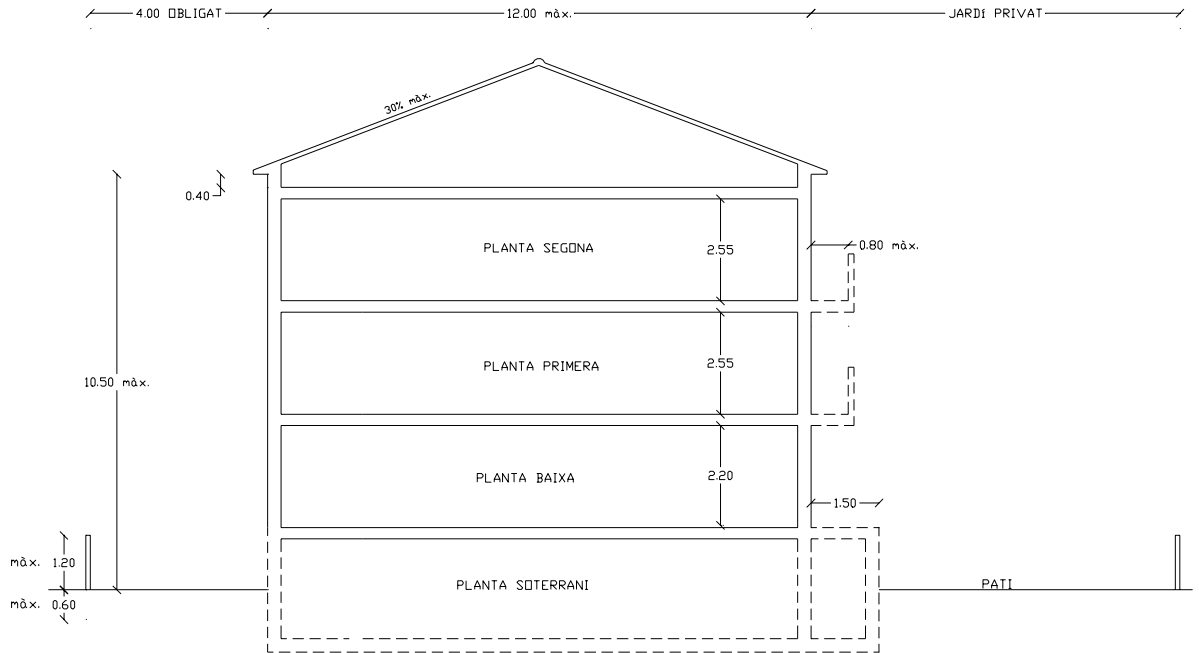 4.00 OBLIGAT
12.00 màx.
JARDÍ PRIVAT
30% màx.
0.40
PLANTA SEGONA
2.55
0.80 màx.
PLANTA PRIMERA
2.55
10.50 màx.
PLANTA BAIXA
2.20
1.50
màx. 1.20
PLANTA SOTERRANI
PATI
màx. 0.60